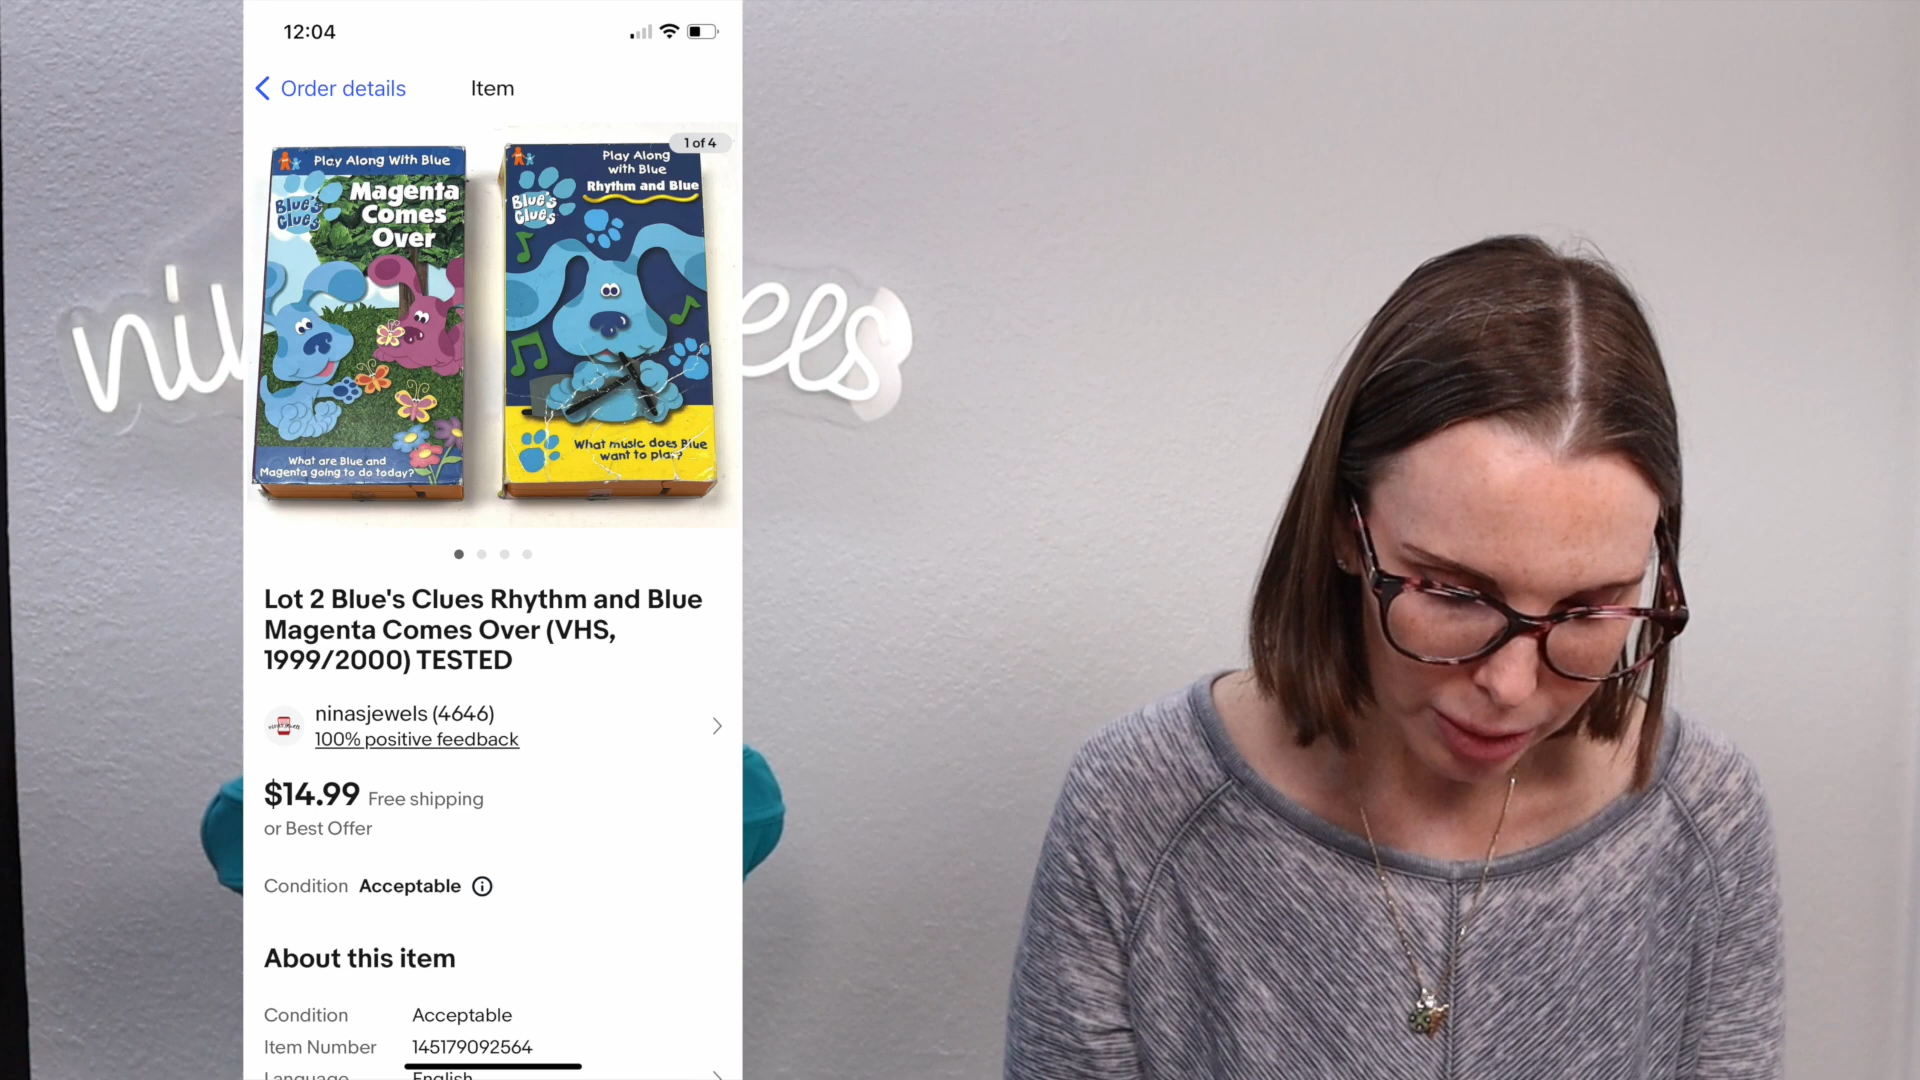 12:04
Order details
Item
1 of 4
Play Along With Blue
Blue's
Clues
Magenta
Comes
Over
What are Blue and
Magenta going to do today?
Play Along
with Blue
Rhythm and Blue
Blue's
Clues
What music does Blue
want to play?
Lot 2 Blue's Clues Rhythm and Blue
Magenta Comes Over (VHS,
1999/2000) TESTED
ninasjewels (4646)
100% positive feedback
$14.99 Free shipping
or Best Offer
Condition Acceptable
About this item
Condition Acceptable
Item Number 145179092564
Language English
ni
els